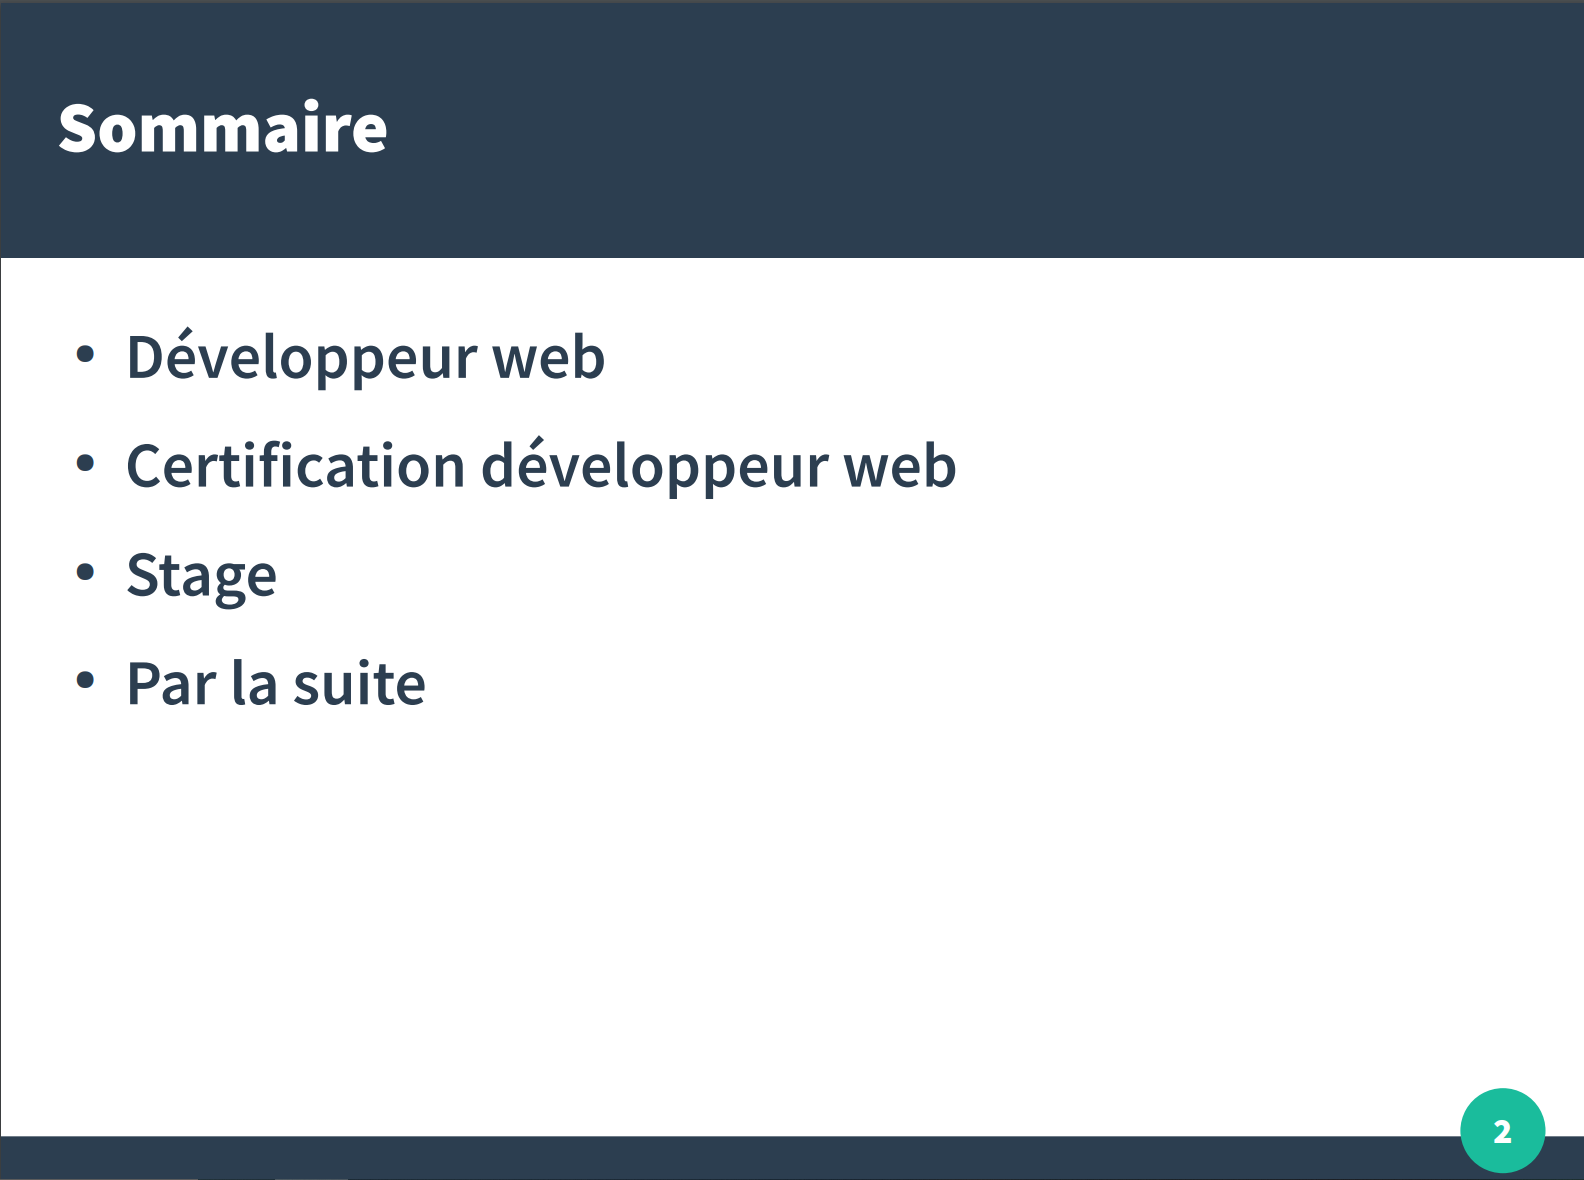 Sommaire
• Développeur web
• Certification développeur web
• Stage
• Par la suite
2